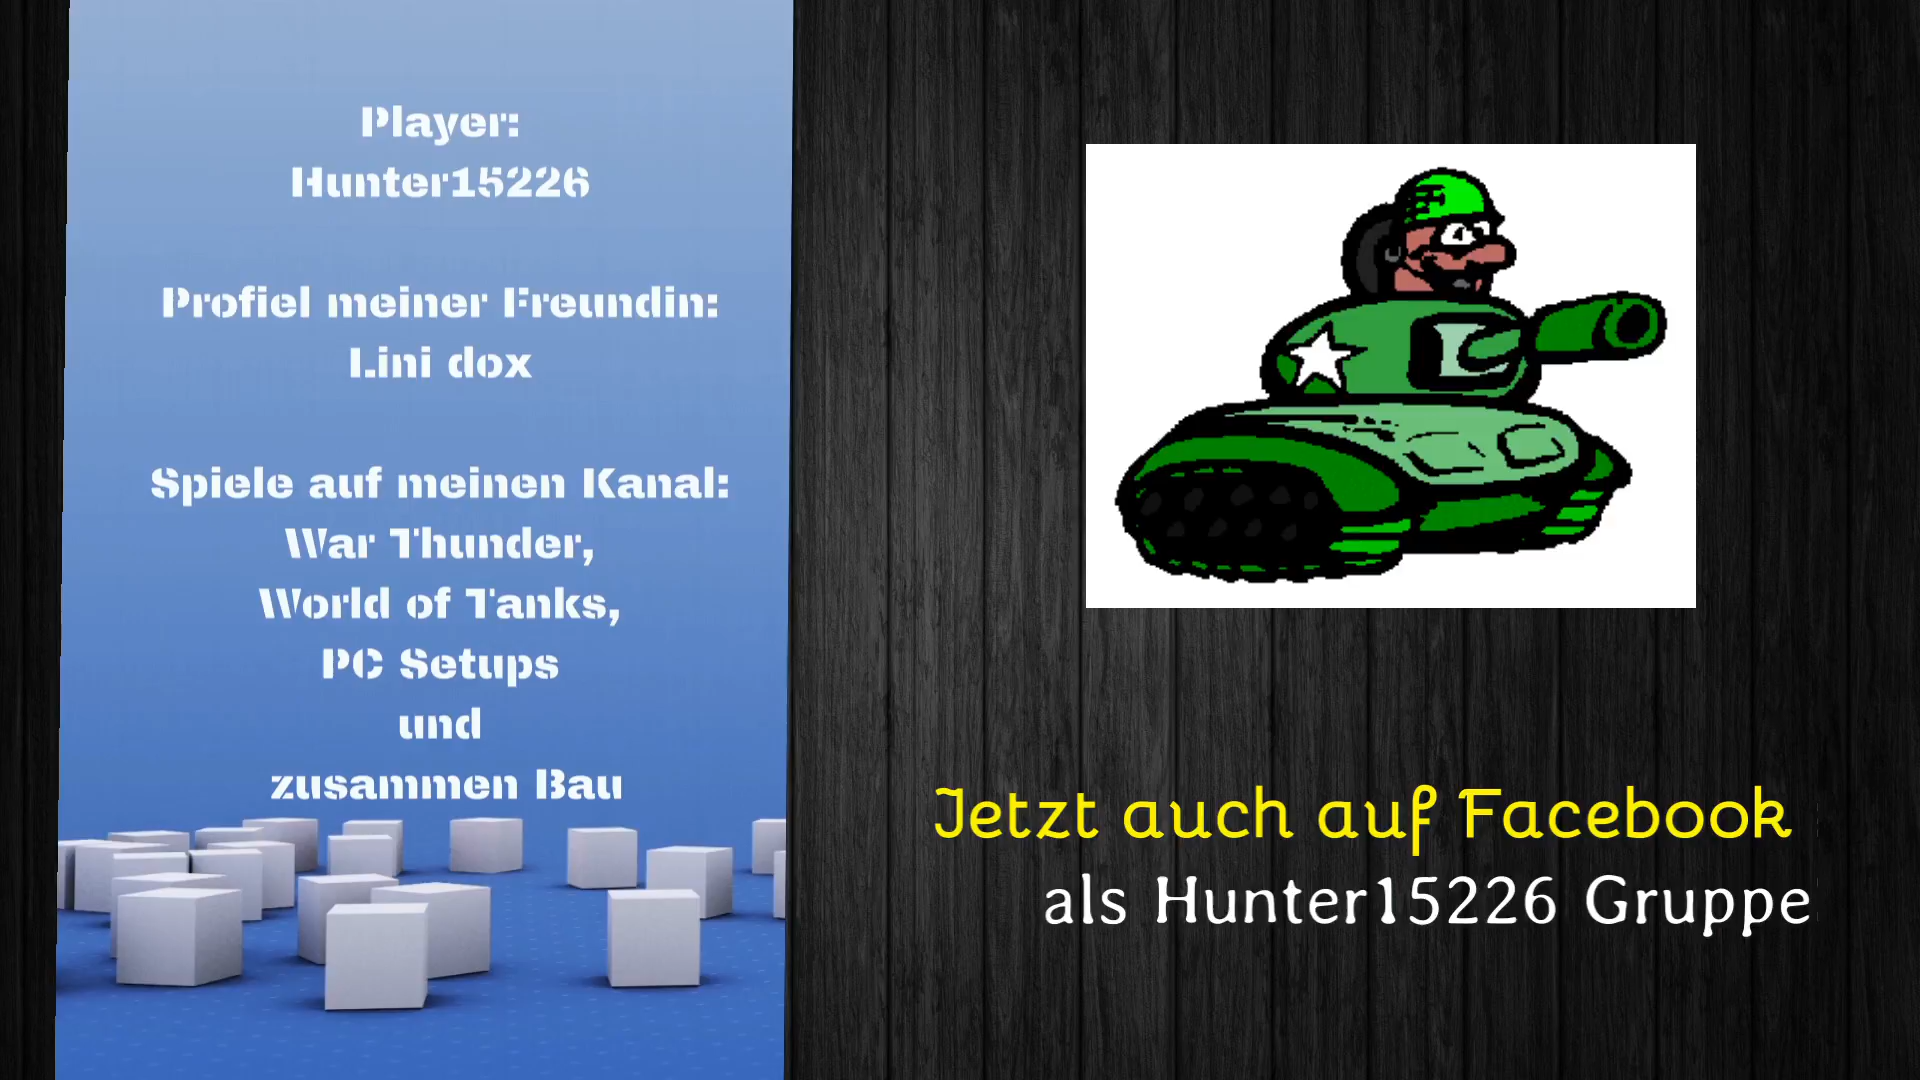 Player:
Hunter15226
Profiel meiner Freundin:
Lini dox
Spiele auf meinen Kanal:
War Thunder,
World of Tanks,
PC Setups
und
zusammen Bau
Jetzt auch auf Facebook
als Hunter15226 Gruppe